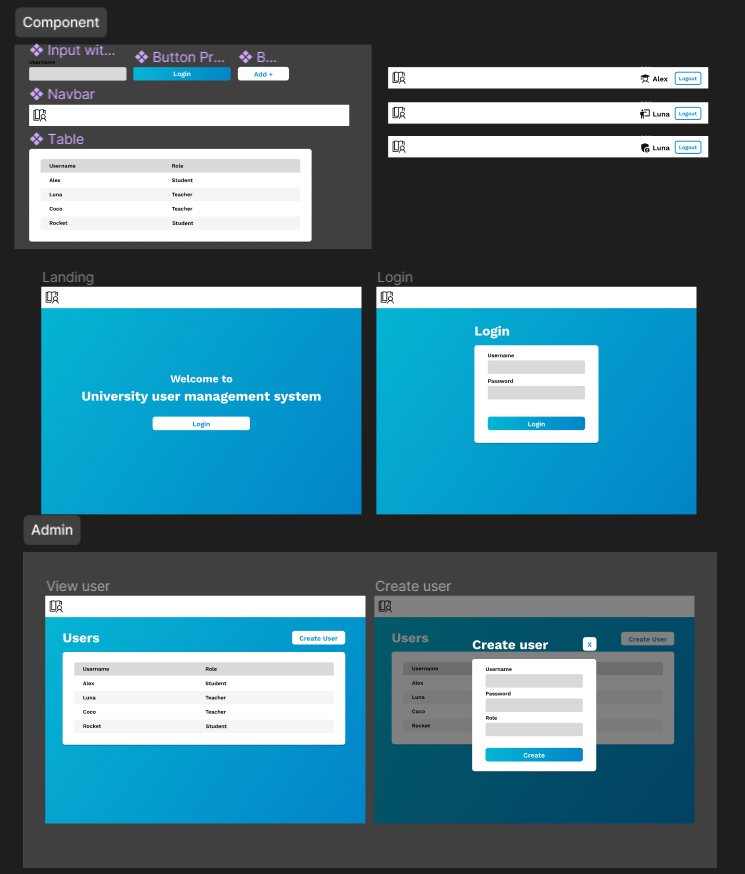 Component
Input wit...
Button Pr...
B...
Username
Login
Add +
Navbar
Table
Username Role
Alex Student
Luna Teacher
Coco Teacher
Rocket Student
Alex Logout
Luna Logout
Luna Logout
Landing
Welcome to
University user management system
Login
Login
Login
Username
Password
Login
Admin
View user
Users
Create User
Username Role
Alex Student
Luna Teacher
Coco Teacher
Rocket Student
Create user
Users
Create User
Username
Alex
Luna
Coco
Rocket
Create user
X
Username
Password
Role
Create